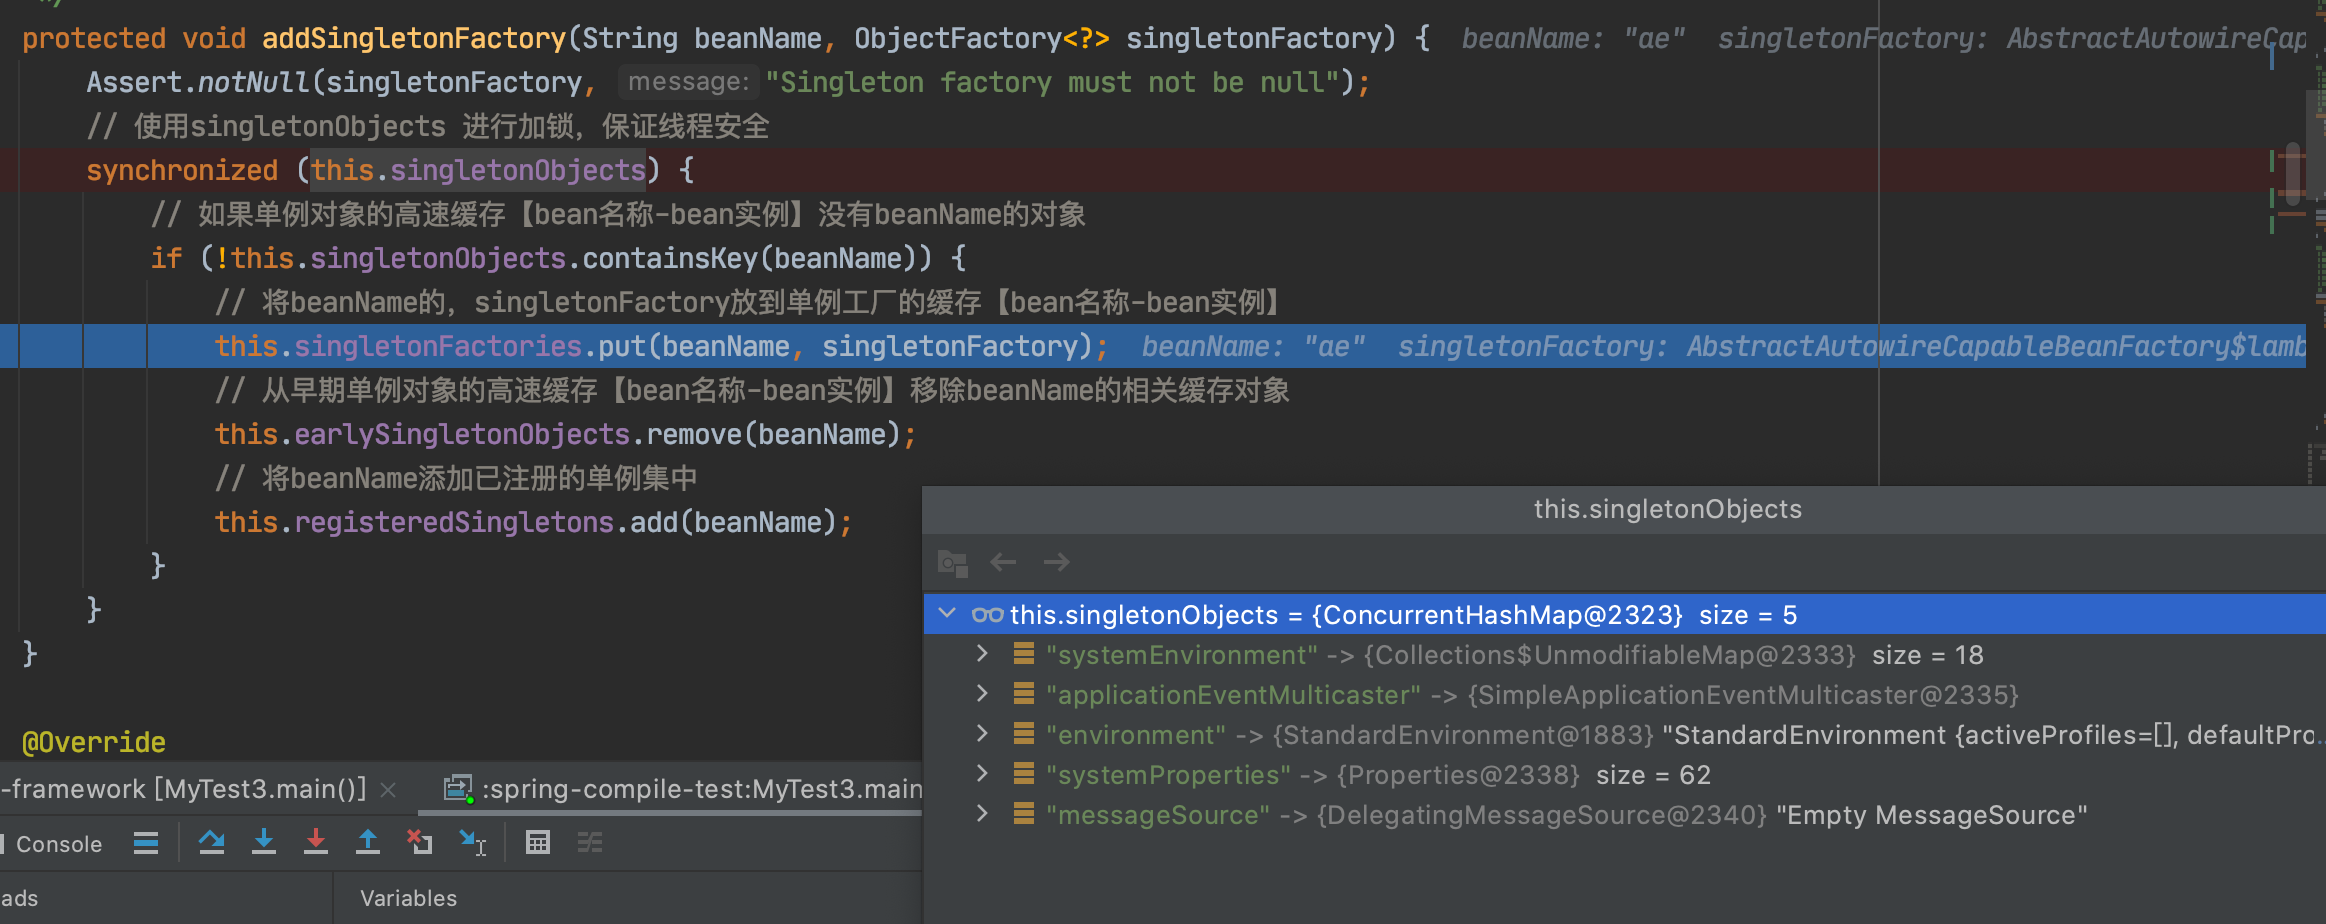 protected void addSingletonFactory(String beanName, ObjectFactory<?> singletonFactory) { beanName: "ae" singletonFactory: AbstractAutowireCap
Assert.notNull(singletonFactory, message: "Singleton factory must not be null");
// 使用singletonObjects 进行加锁，保证线程安全
synchronized (this.singletonObjects) {
// 如果单例对象的高速缓存【bean名称-bean实例】没有beanName的对象
if (!this.singletonObjects.containsKey(beanName)) {
// 将beanName的，singletonFactory放到单例工厂的缓存【bean名称-bean实例】
this.singletonFactories.put(beanName, singletonFactory); beanName: "ae" singletonFactory: AbstractAutowireCapableBeanFactory$lamb
// 从早期单例对象的高速缓存【bean名称-bean实例】移除beanName的相关缓存对象
this.earlySingletonObjects.remove(beanName);
// 将beanName添加已注册的单例集中
this.registeredSingletons.add(beanName);
}
}
}
@Override
this.singletonObjects
this.singletonObjects = {ConcurrentHashMap@2323} size = 5
"systemEnvironment" -> {Collections$UnmodifiableMap@2333} size = 18
"applicationEventMulticaster" -> {SimpleApplicationEventMulticaster@2335}
"environment" -> {StandardEnvironment@1883} "StandardEnvironment {activeProfiles=[], defaultPro...
"systemProperties" -> {Properties@2338} size = 62
"messageSource" -> {DelegatingMessageSource@2340} "Empty MessageSource"
-framework [MyTest3.main()] :spring-compile-test:MyTest3.main
Console
ads Variables